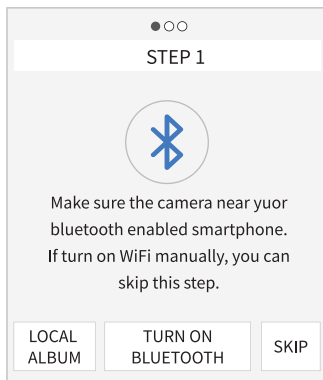 STEP 1
Make sure the camera near yuor
bluetooth enabled smartphone.
If turn on WiFi manually, you can
skip this step.
LOCAL
ALBUM
TURN ON
BLUETOOTH
SKIP